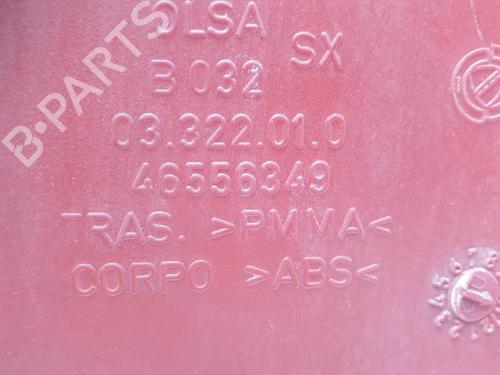 OLSA SX
B 032
03.322.01.0
46556349
TRAS. >PMMA<
CORPO >ABS<
B-PARTS